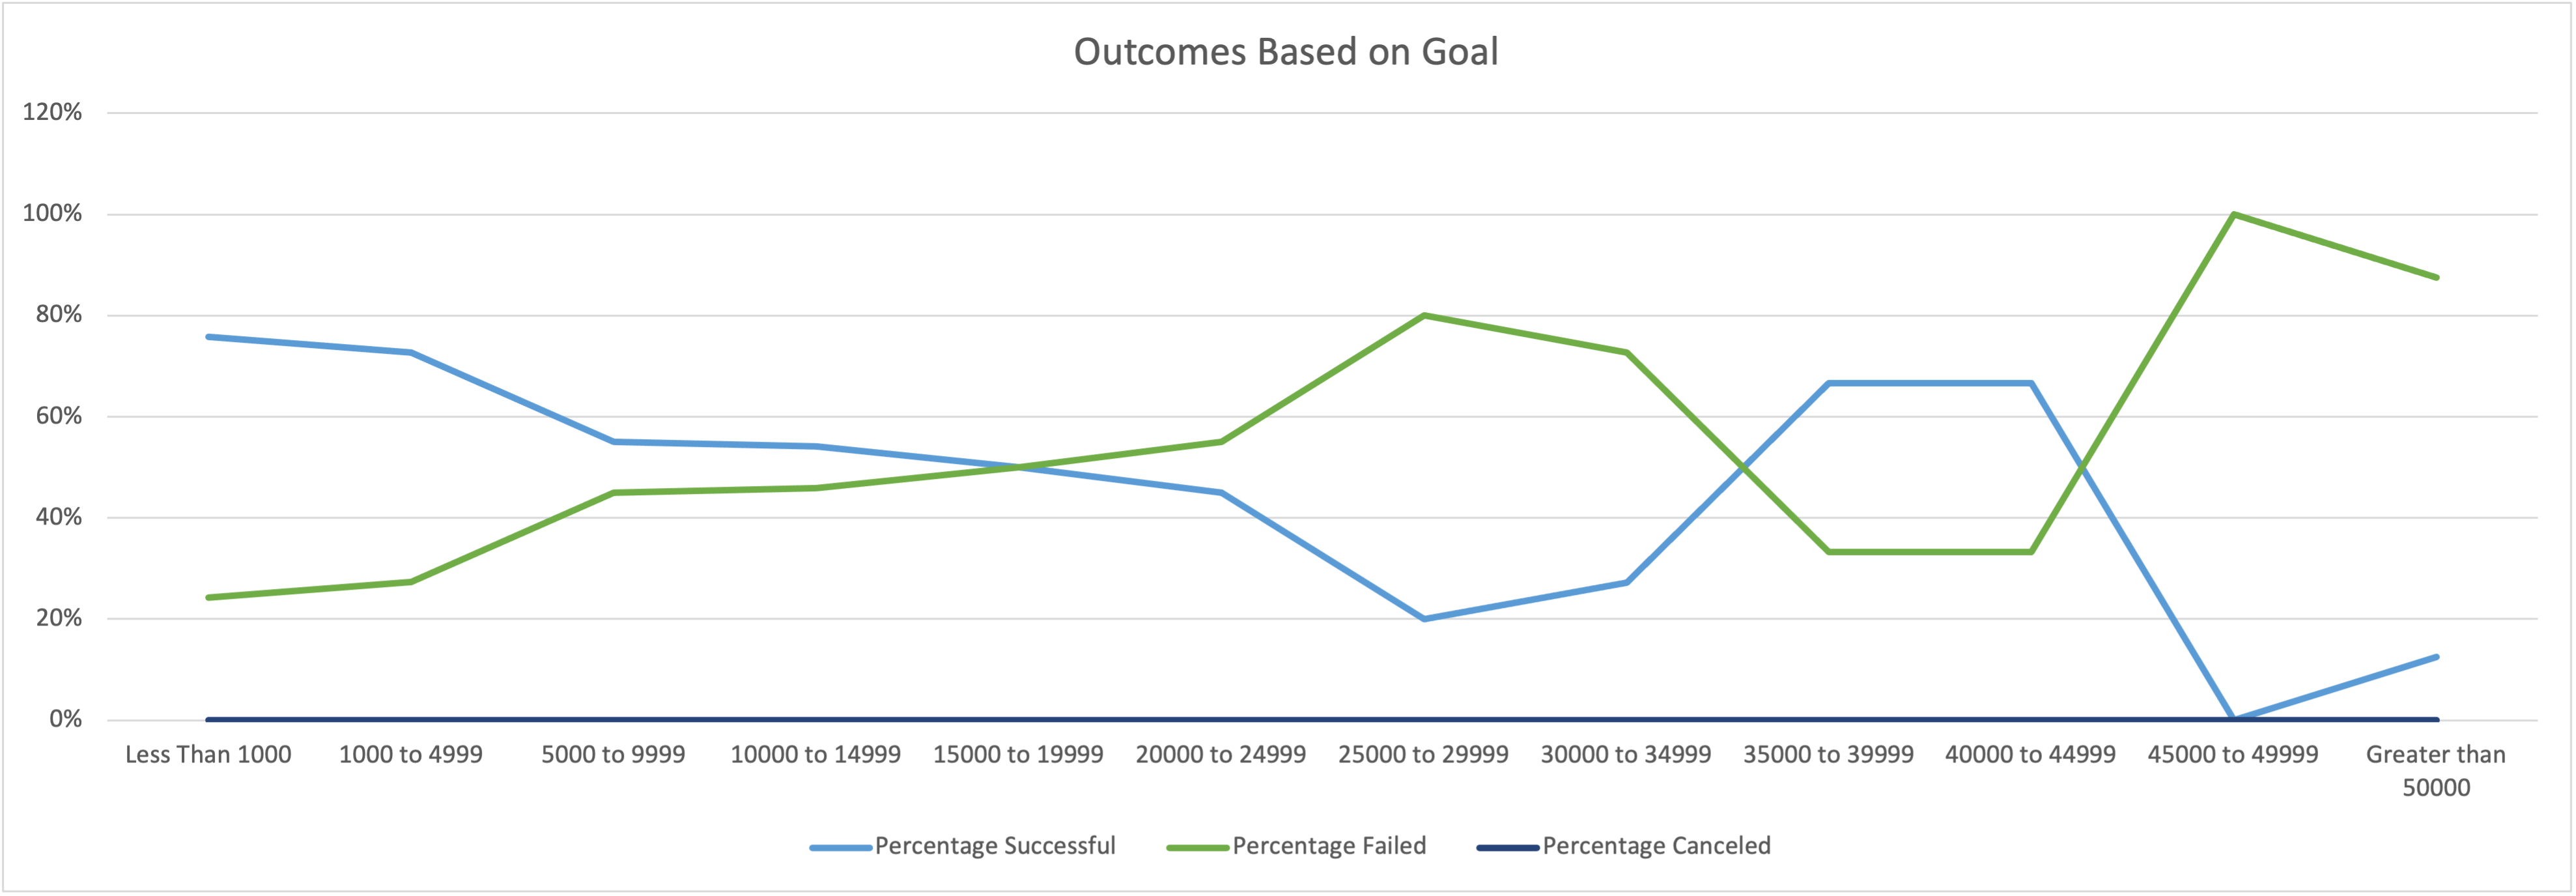 Outcomes Based on Goal
120%
100%
80%
60%
40%
20%
0%
Less Than 1000 1000 to 4999 5000 to 9999 10000 to 14999 15000 to 19999 20000 to 24999 25000 to 29999 30000 to 34999 35000 to 39999 40000 to 44999 45000 to 49999 Greater than
50000
Percentage Successful Percentage Failed Percentage Canceled